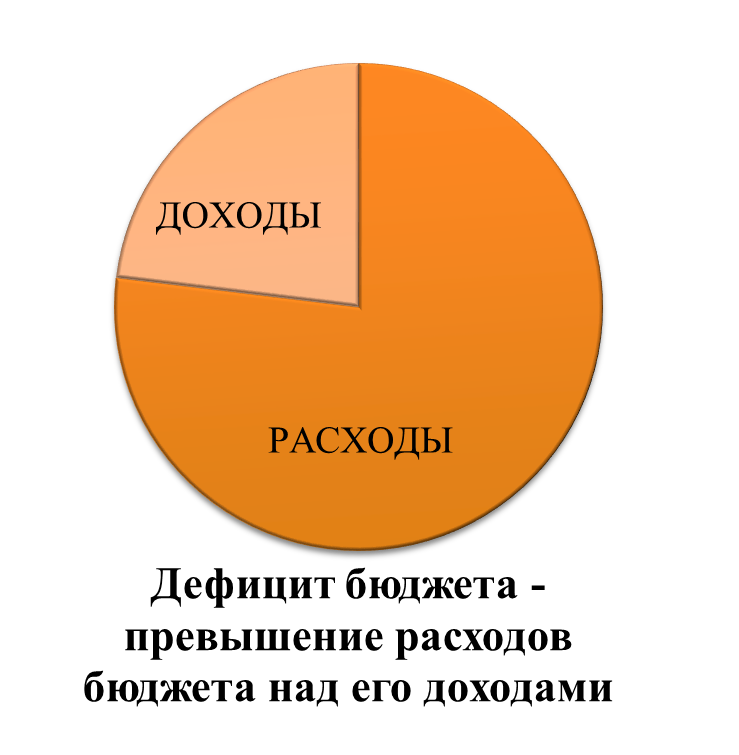 ДОХОДЫ
РАСХОДЫ
Дефицит бюджета -
превышение расходов
бюджета над его доходами